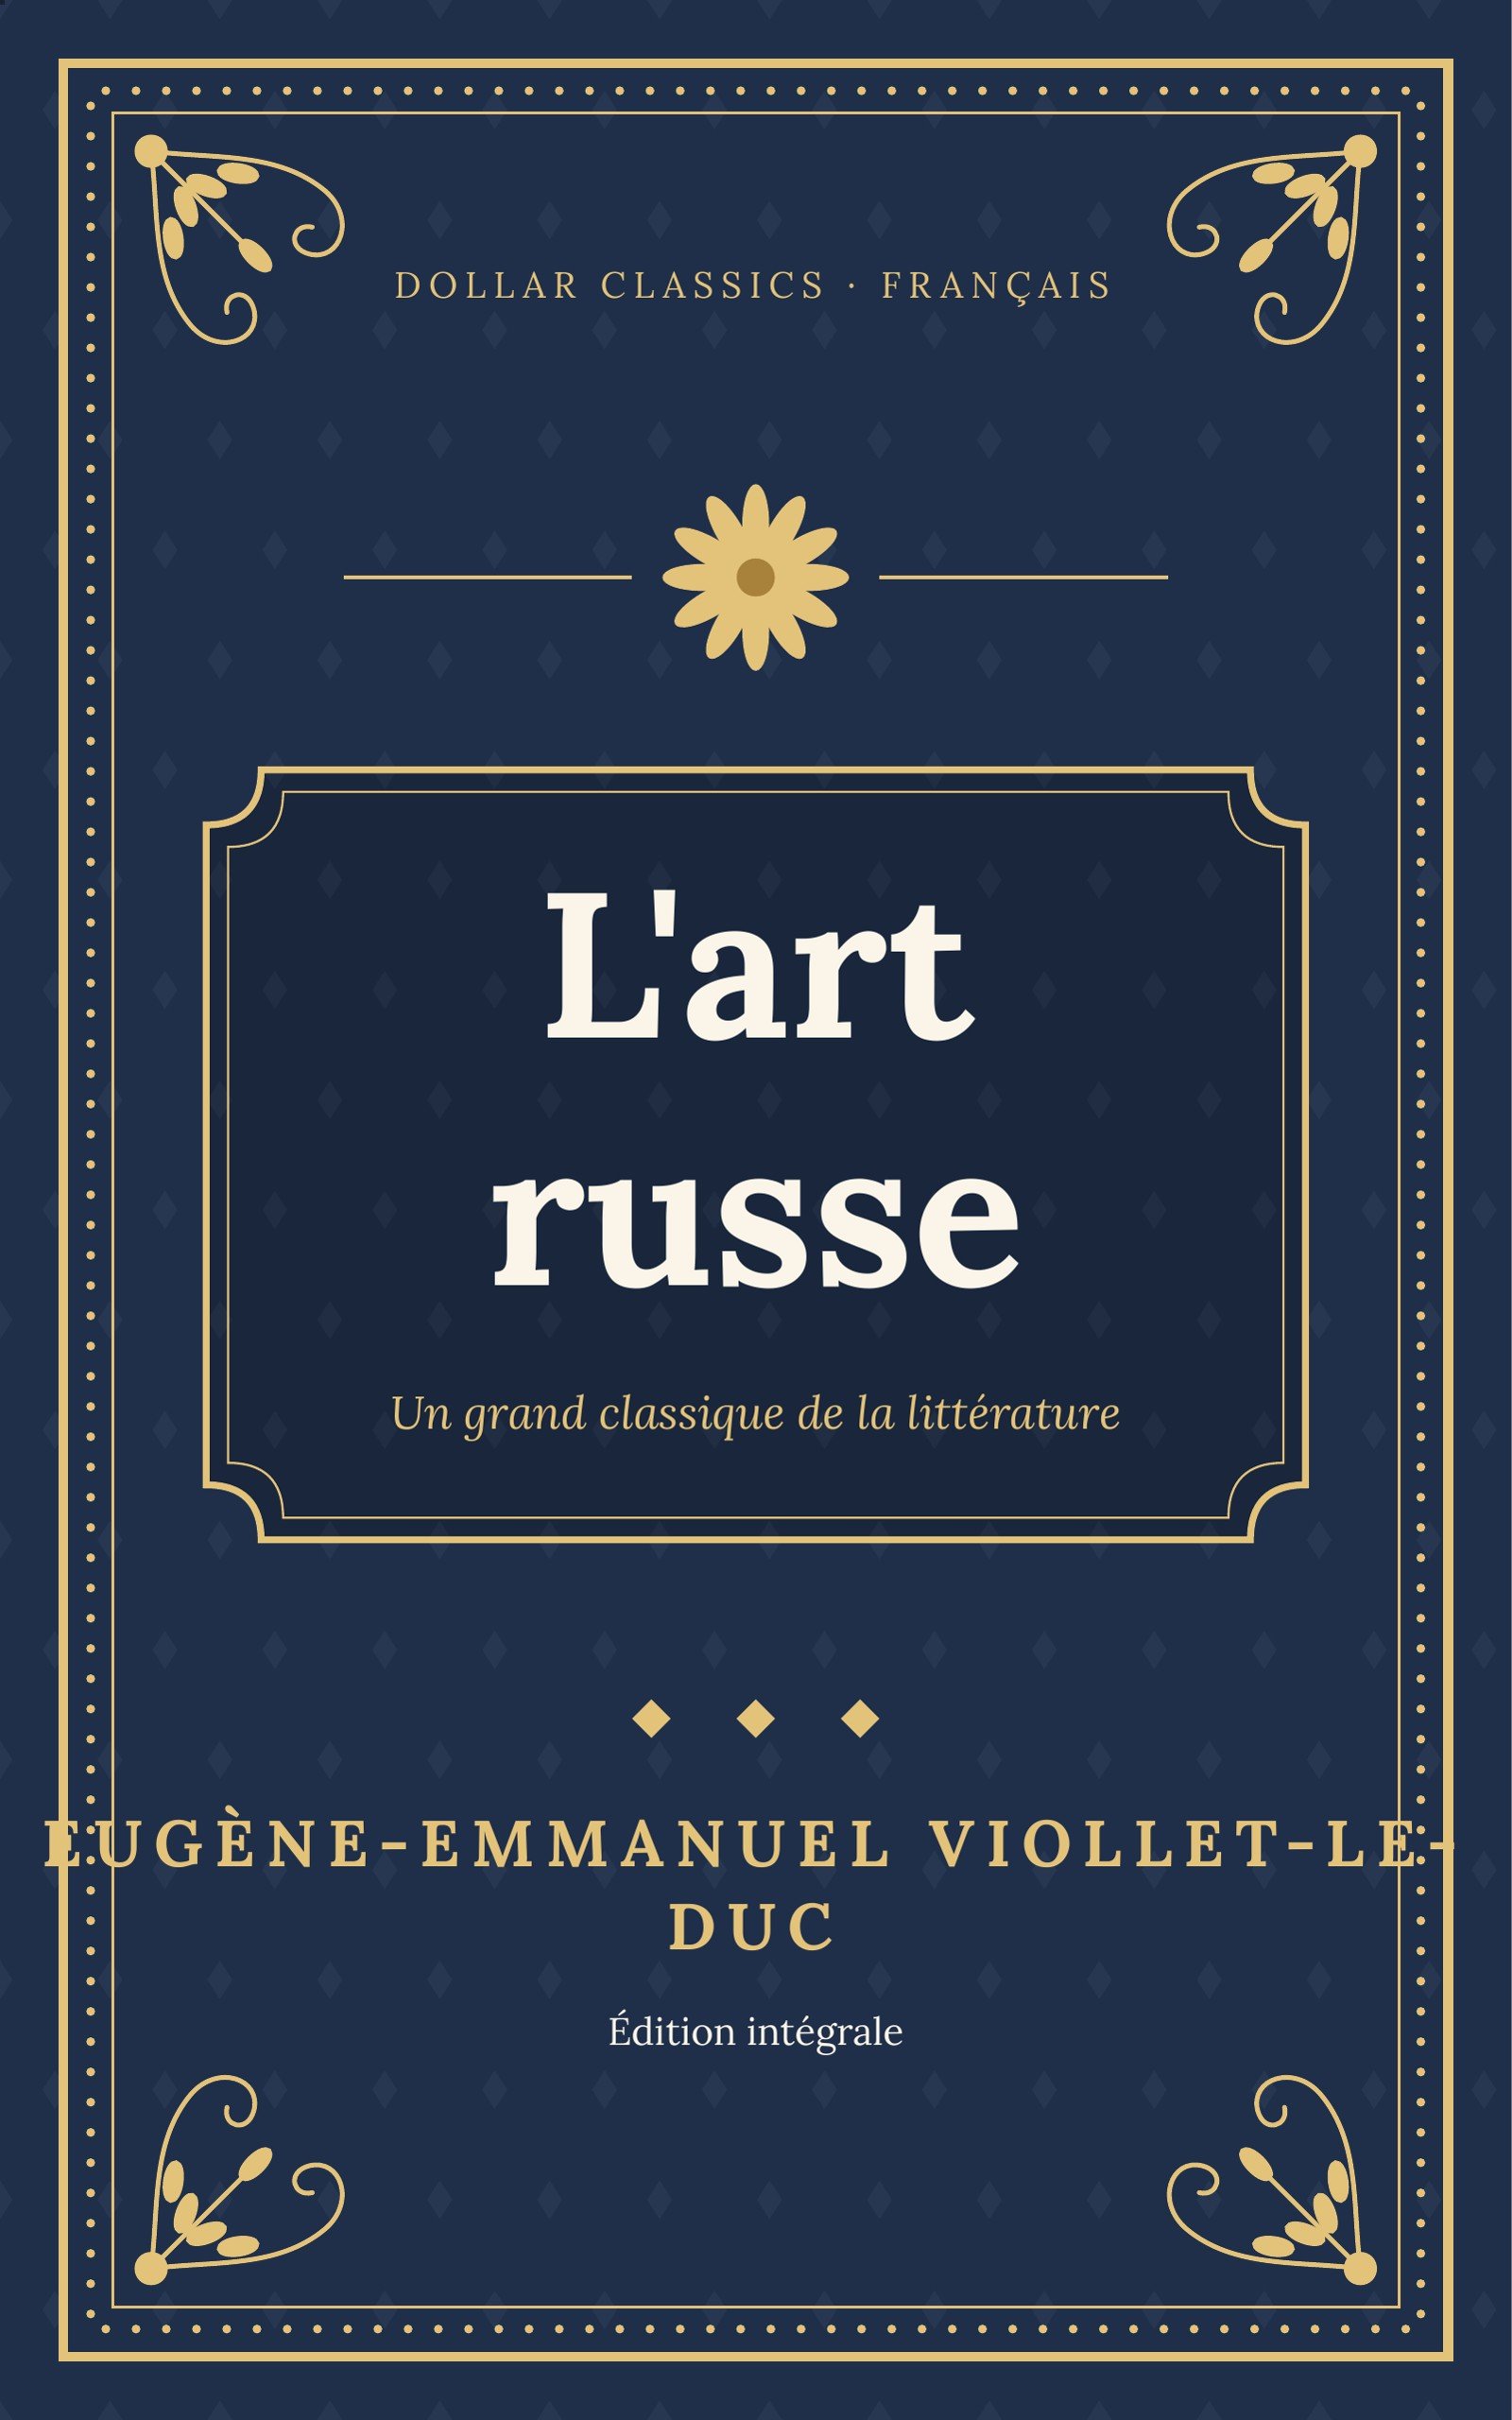 DOLLAR CLASSICS · FRANÇAIS
L'art
russe
Un grand classique de la littérature
EUGÈNE-EMMANUEL VIOLLET-LE-
DUC
Édition intégrale